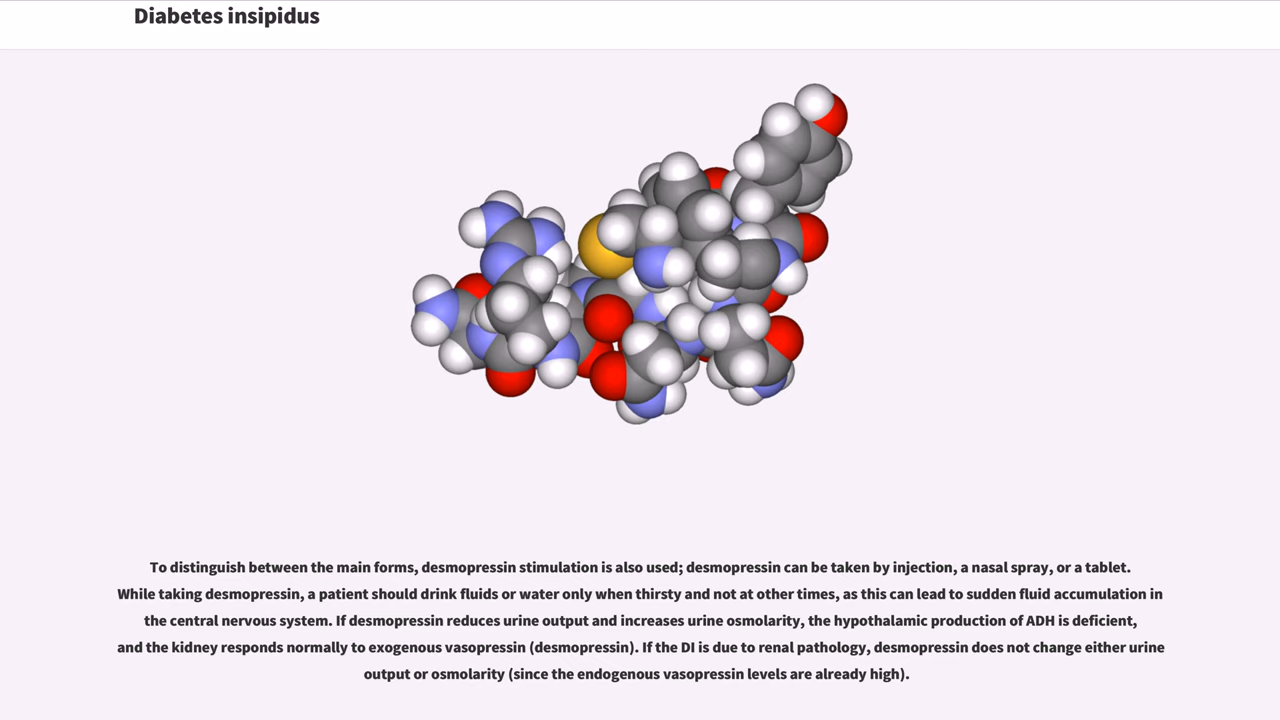 Diabetes insipidus
To distinguish between the main forms, desmopressin stimulation is also used; desmopressin can be taken by injection, a nasal spray, or a tablet.
While taking desmopressin, a patient should drink fluids or water only when thirsty and not at other times, as this can lead to sudden fluid accumulation in
the central nervous system. If desmopressin reduces urine output and increases urine osmolarity, the hypothalamic production of ADH is deficient,
and the kidney responds normally to exogenous vasopressin (desmopressin). If the DI is due to renal pathology, desmopressin does not change either urine
output or osmolarity (since the endogenous vasopressin levels are already high).